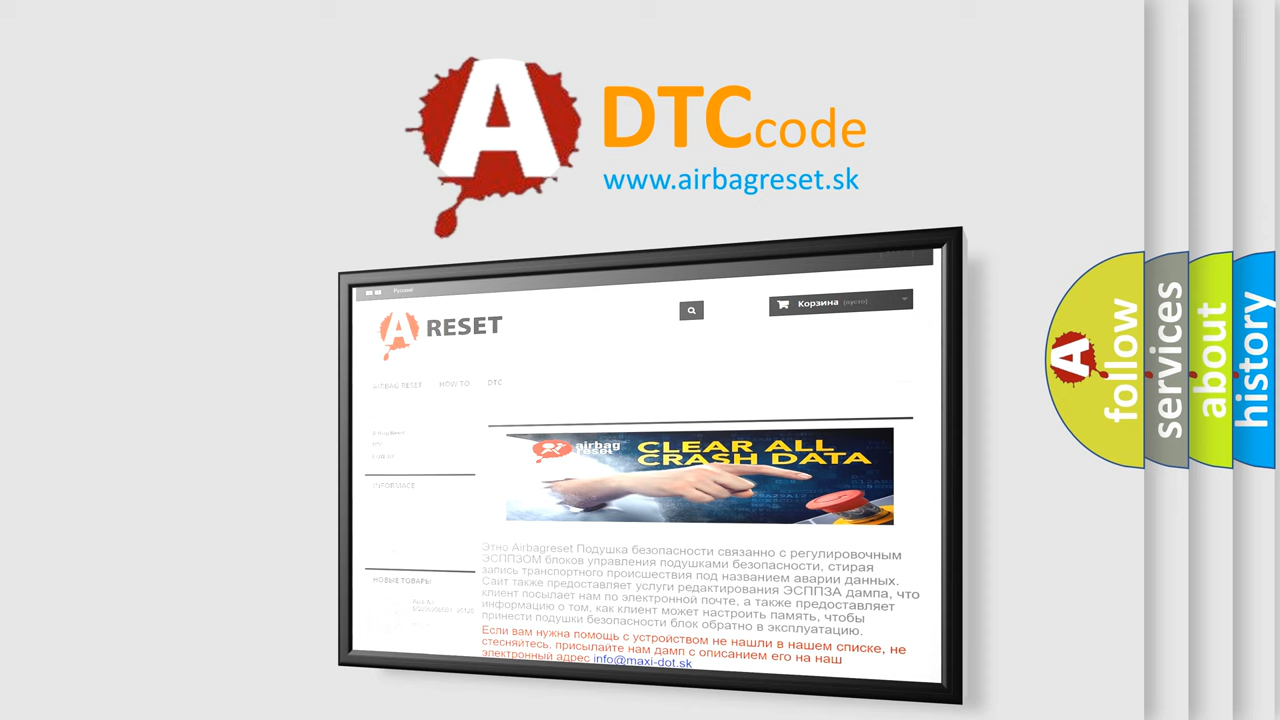 A
DTC code
www.airbagreset.sk
Русский
Корзина (пусто)
A RESET
AIRBAG RESET HOW TO DTC
INFORMACE
airbag reset
CLEAR ALL
CRASH DATA
Этно Airbagreset Подушка безопасности связанно с регулировочным
ЭСППЗОМ блоков управления подушками безопасности, стирая
запись транспортного происшествия под названием аварии данных.
Сайт также предоставляет услуги редактирования ЭСППЗА дампа, что
клиент посылает нам по электронной почте, а также предоставляет
информацию о том, как клиент может настроить память, чтобы
принести подушки безопасности блок обратно в эксплуатацию.
Если вам нужна помощь с устройством не нашли в нашем списке, не
стесняйтесь, присылайте нам дамп с описанием его на наш
электронный адрес info@maxi-dot.sk
НОВЫЕ ТОВАРЫ
A
follow
services
about
history